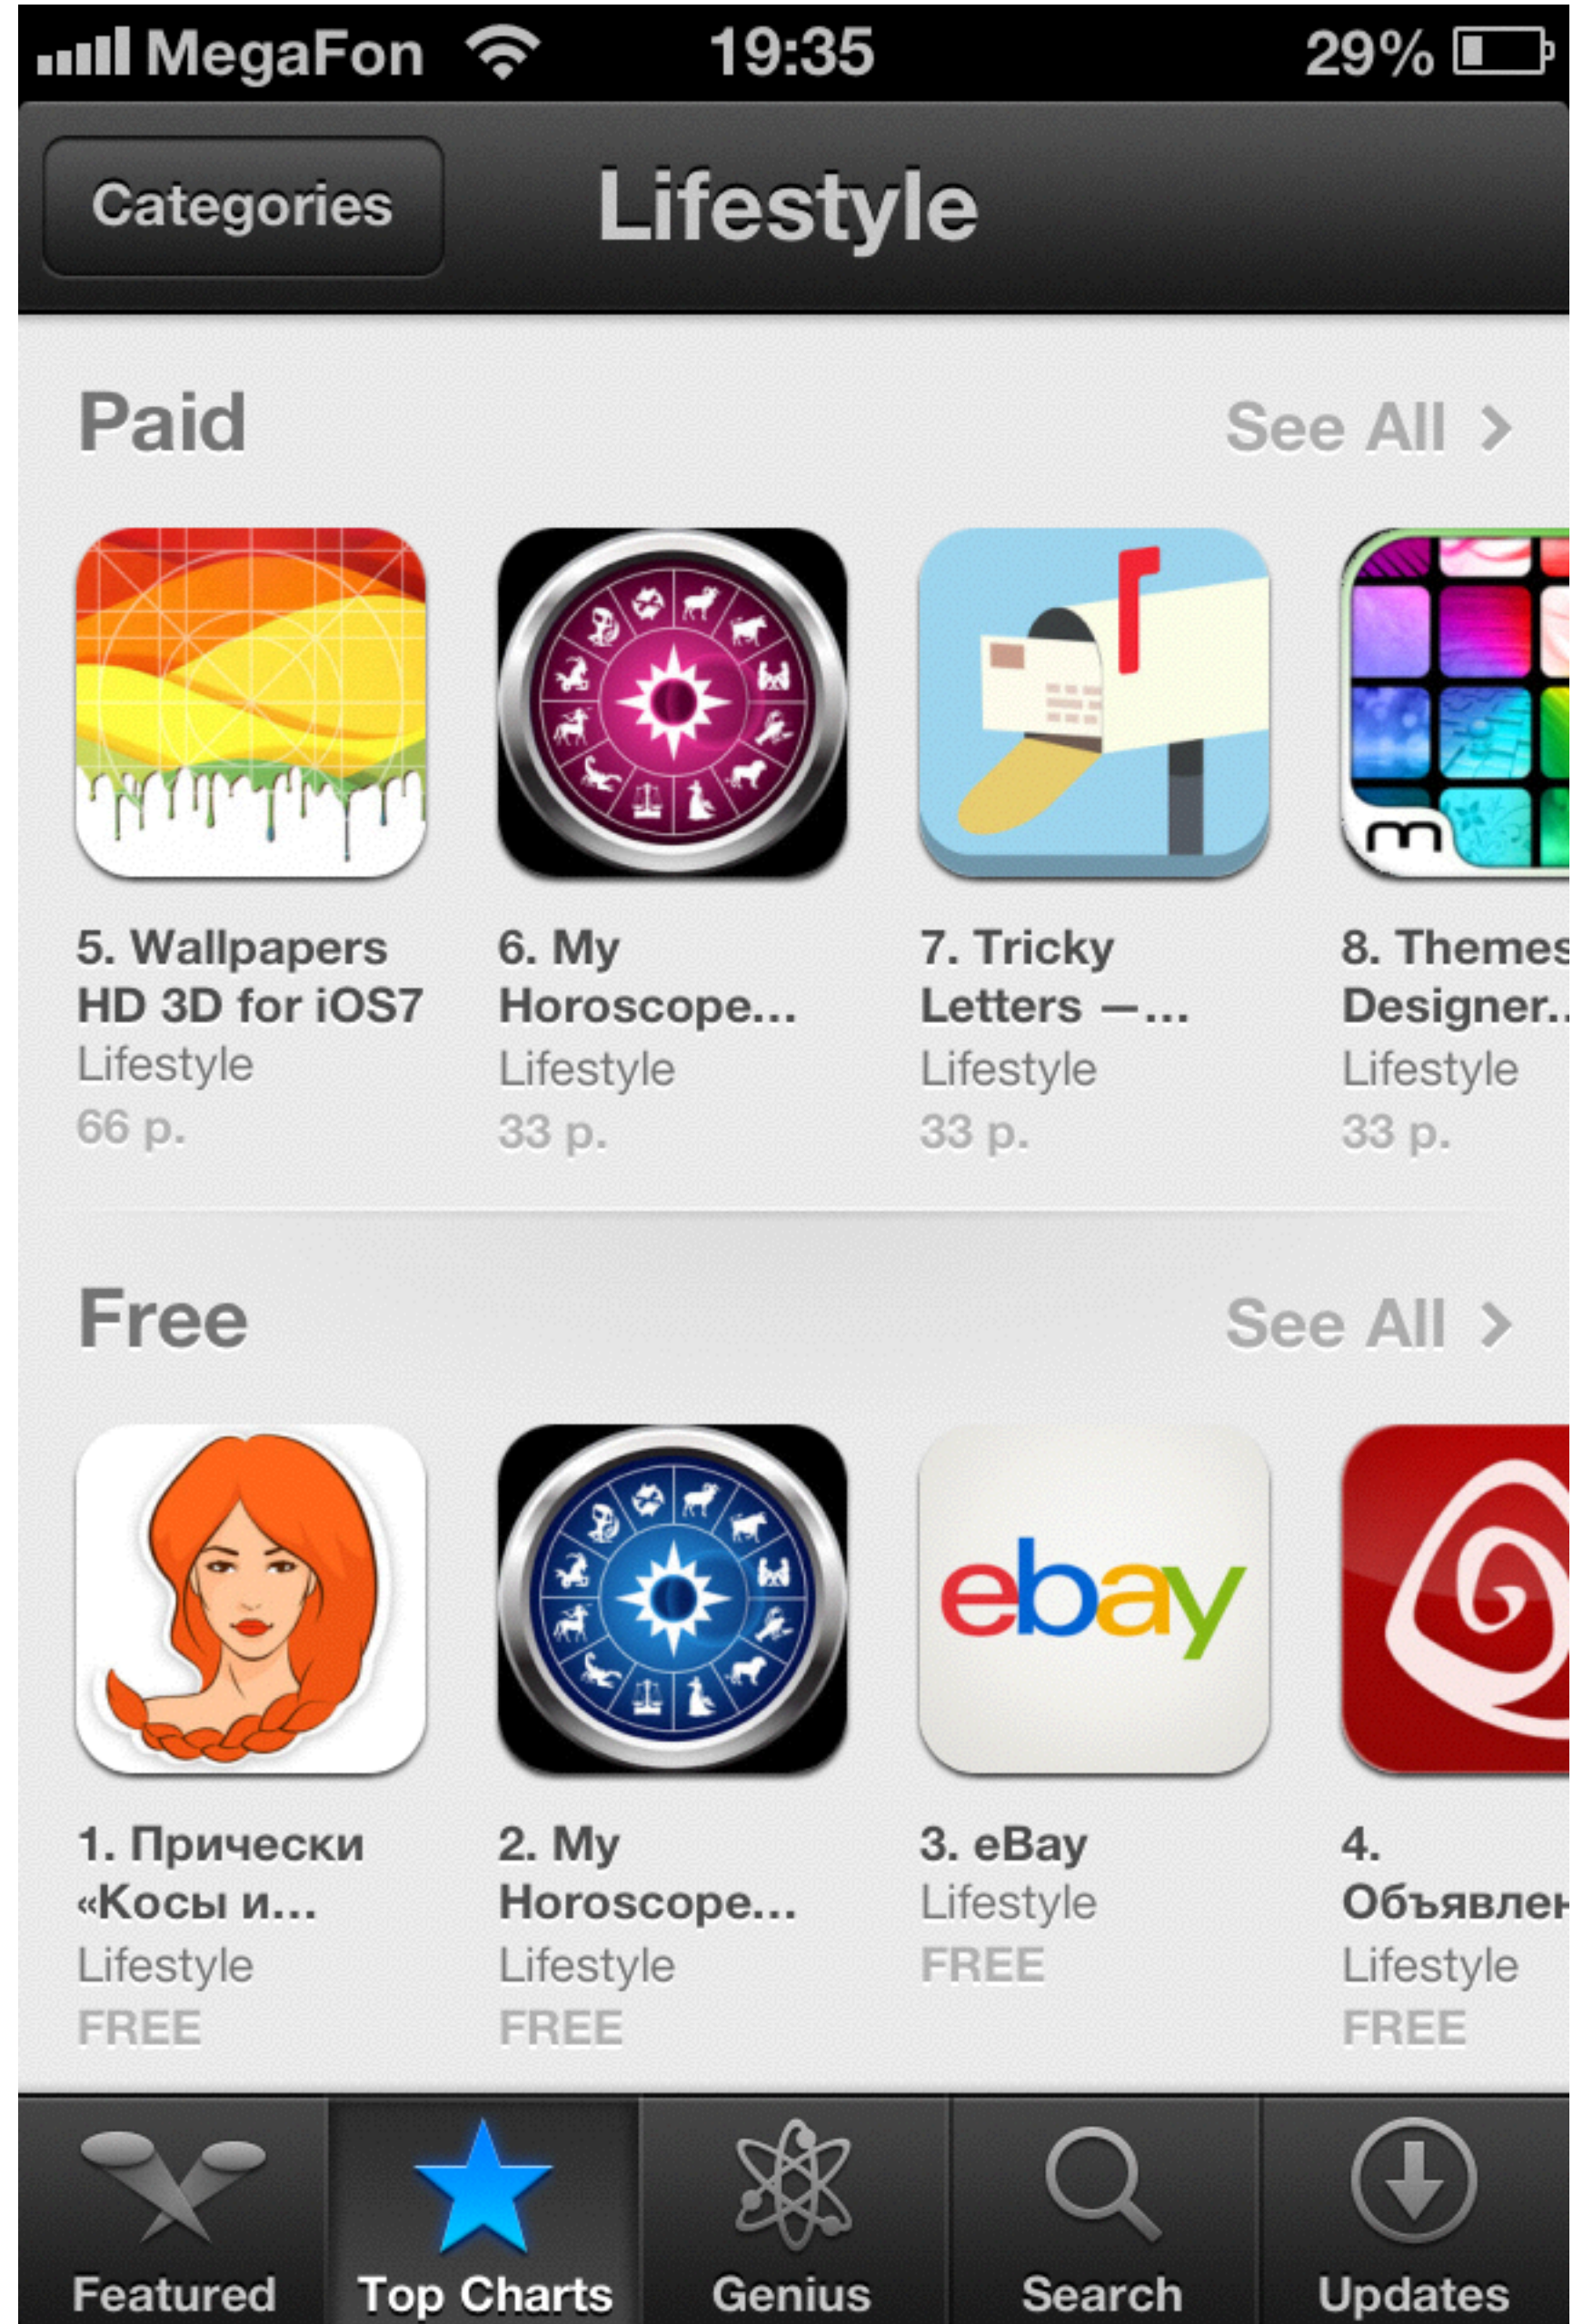 MegaFon 19:35 29%
Categories Lifestyle
Paid See All
5. Wallpapers
HD 3D for iOS7
Lifestyle
66 р.
6. My
Horoscope...
Lifestyle
33 р.
7. Tricky
Letters —...
Lifestyle
33 р.
m
8. Themes
Designer..
Lifestyle
33 р.
Free See All
1. Прически
«Косы и...
Lifestyle
FREE
2. My
Horoscope...
Lifestyle
FREE
ebay
3. eBay
Lifestyle
FREE
4.
Объявлен
Lifestyle
FREE
Featured Top Charts Genius Search Updates